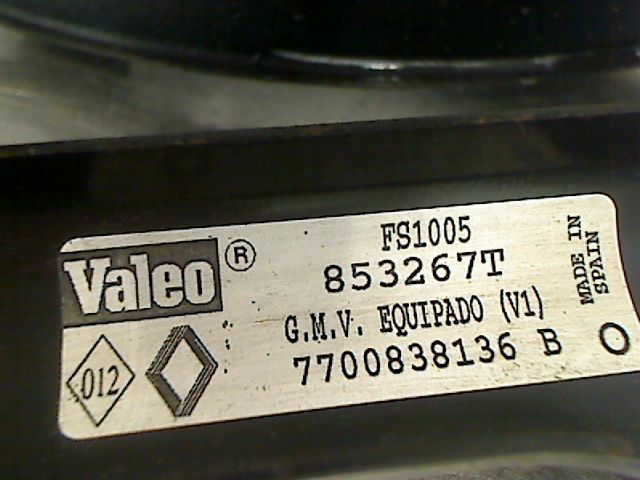 Valeo ®
FS1005
853267T
G.M.V. EQUIPADO (V1)
7700838136 B
012
MADE IN
SPAIN